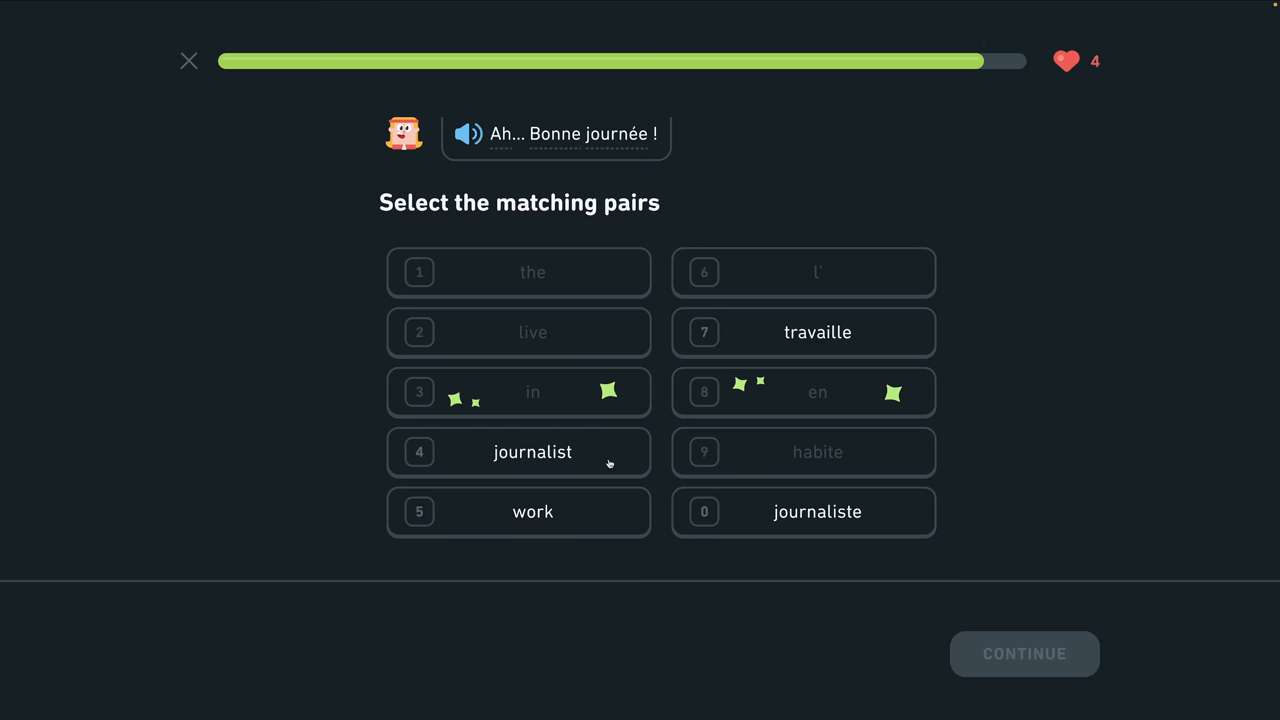 4
Ah... Bonne journée !
Select the matching pairs
1 the
6 l'
2 live
7 travaille
3 in
8 en
4 journalist
9 habite
5 work
0 journaliste
CONTINUE